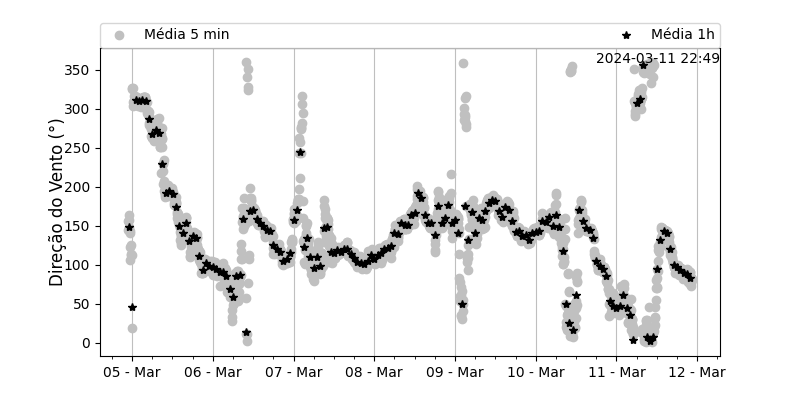 Média 5 min
Média 1h
2024-03-11 22:49
Direção do Vento (°)
350
300
250
200
150
100
50
0
05 - Mar
06 - Mar
07 - Mar
08 - Mar
09 - Mar
10 - Mar
11 - Mar
12 - Mar